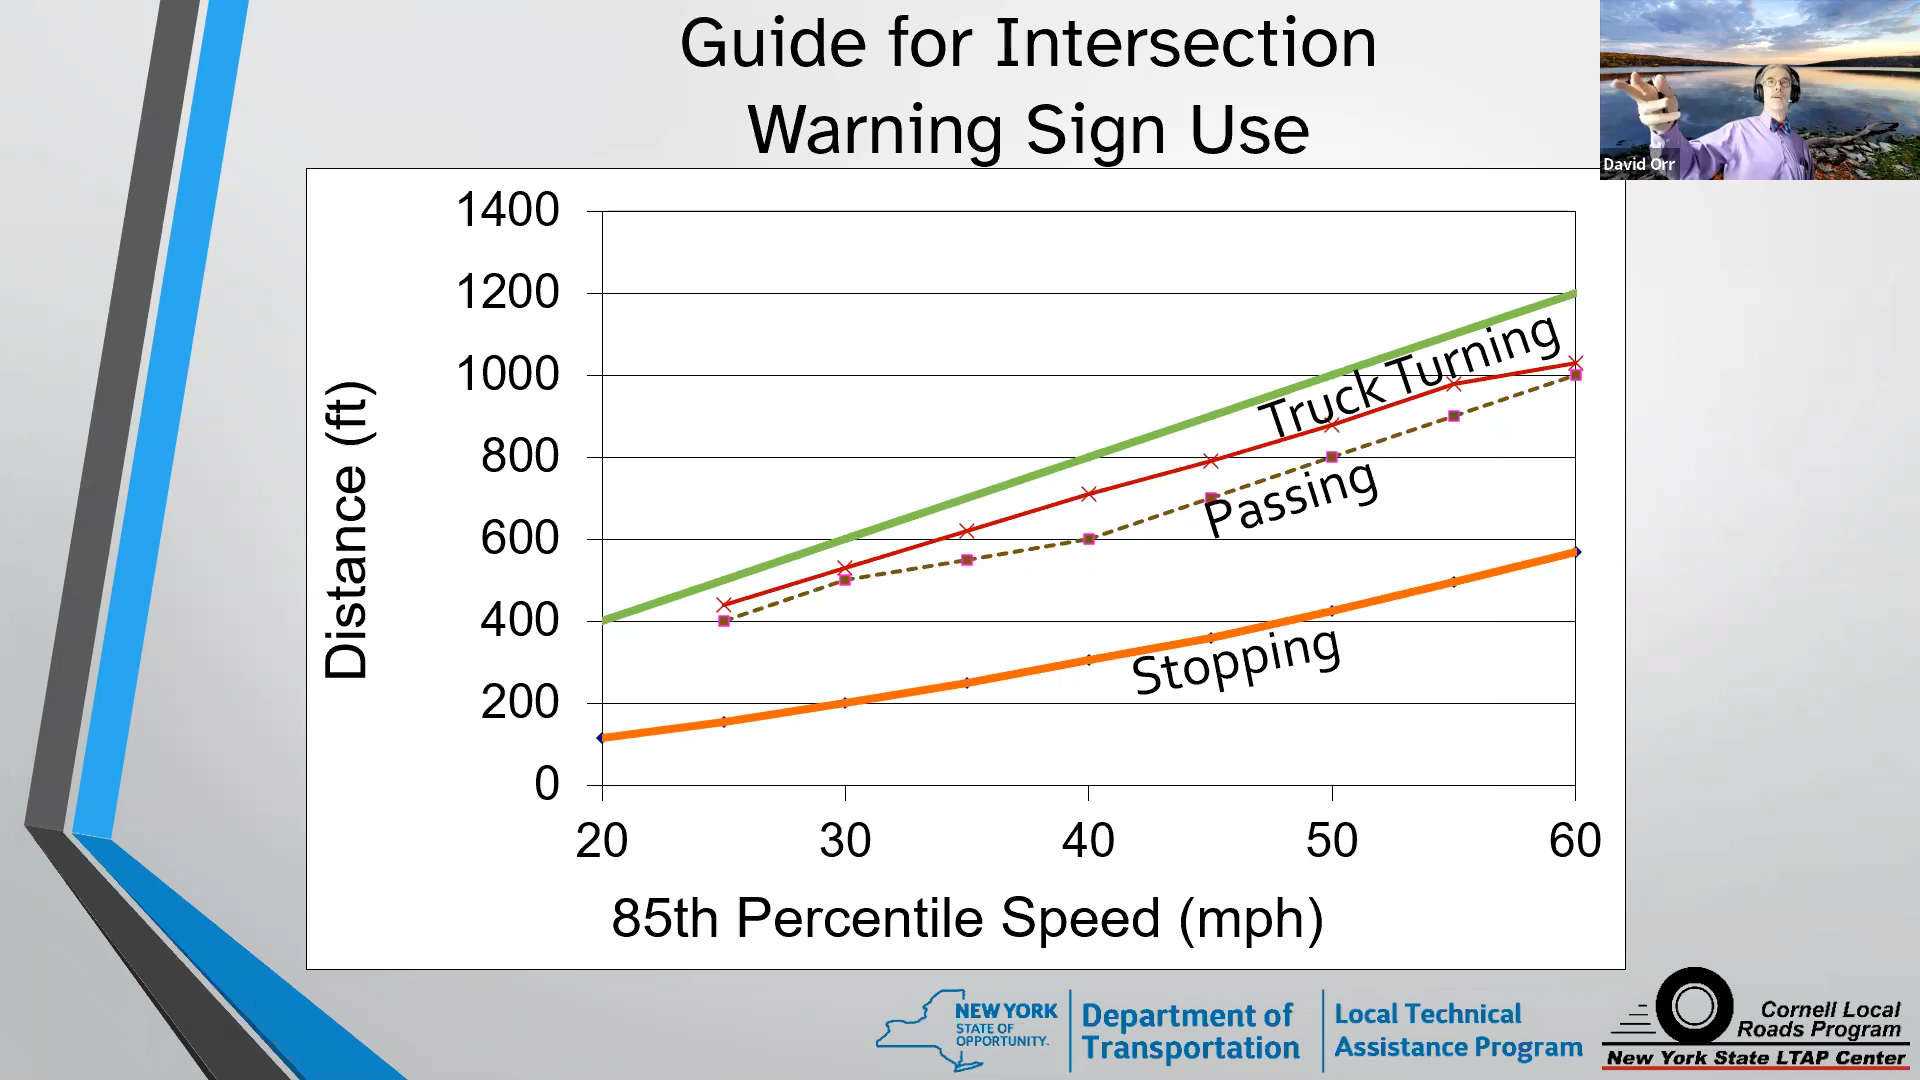 Guide for Intersection
Warning Sign Use
David Orr
1400
1200
1000
800
600
400
200
0
Distance (ft)
Truck Turning
Passing
Stopping
20 30 40 50 60
85th Percentile Speed (mph)
NEW YORK
STATE OF
OPPORTUNITY.
Department of
Transportation
Local Technical
Assistance Program
Cornell Local
Roads Program
New York State LTAP Center